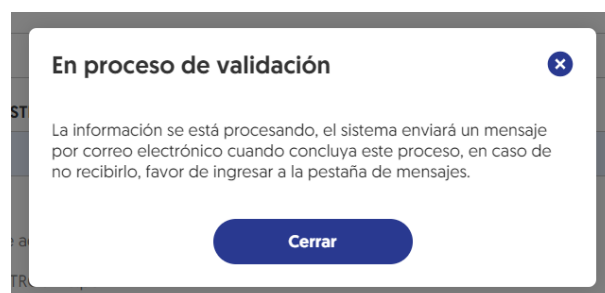 En proceso de validación
La información se está procesando, el sistema enviará un mensaje
por correo electrónico cuando concluya este proceso, en caso de
no recibirlo, favor de ingresar a la pestaña de mensajes.
Cerrar